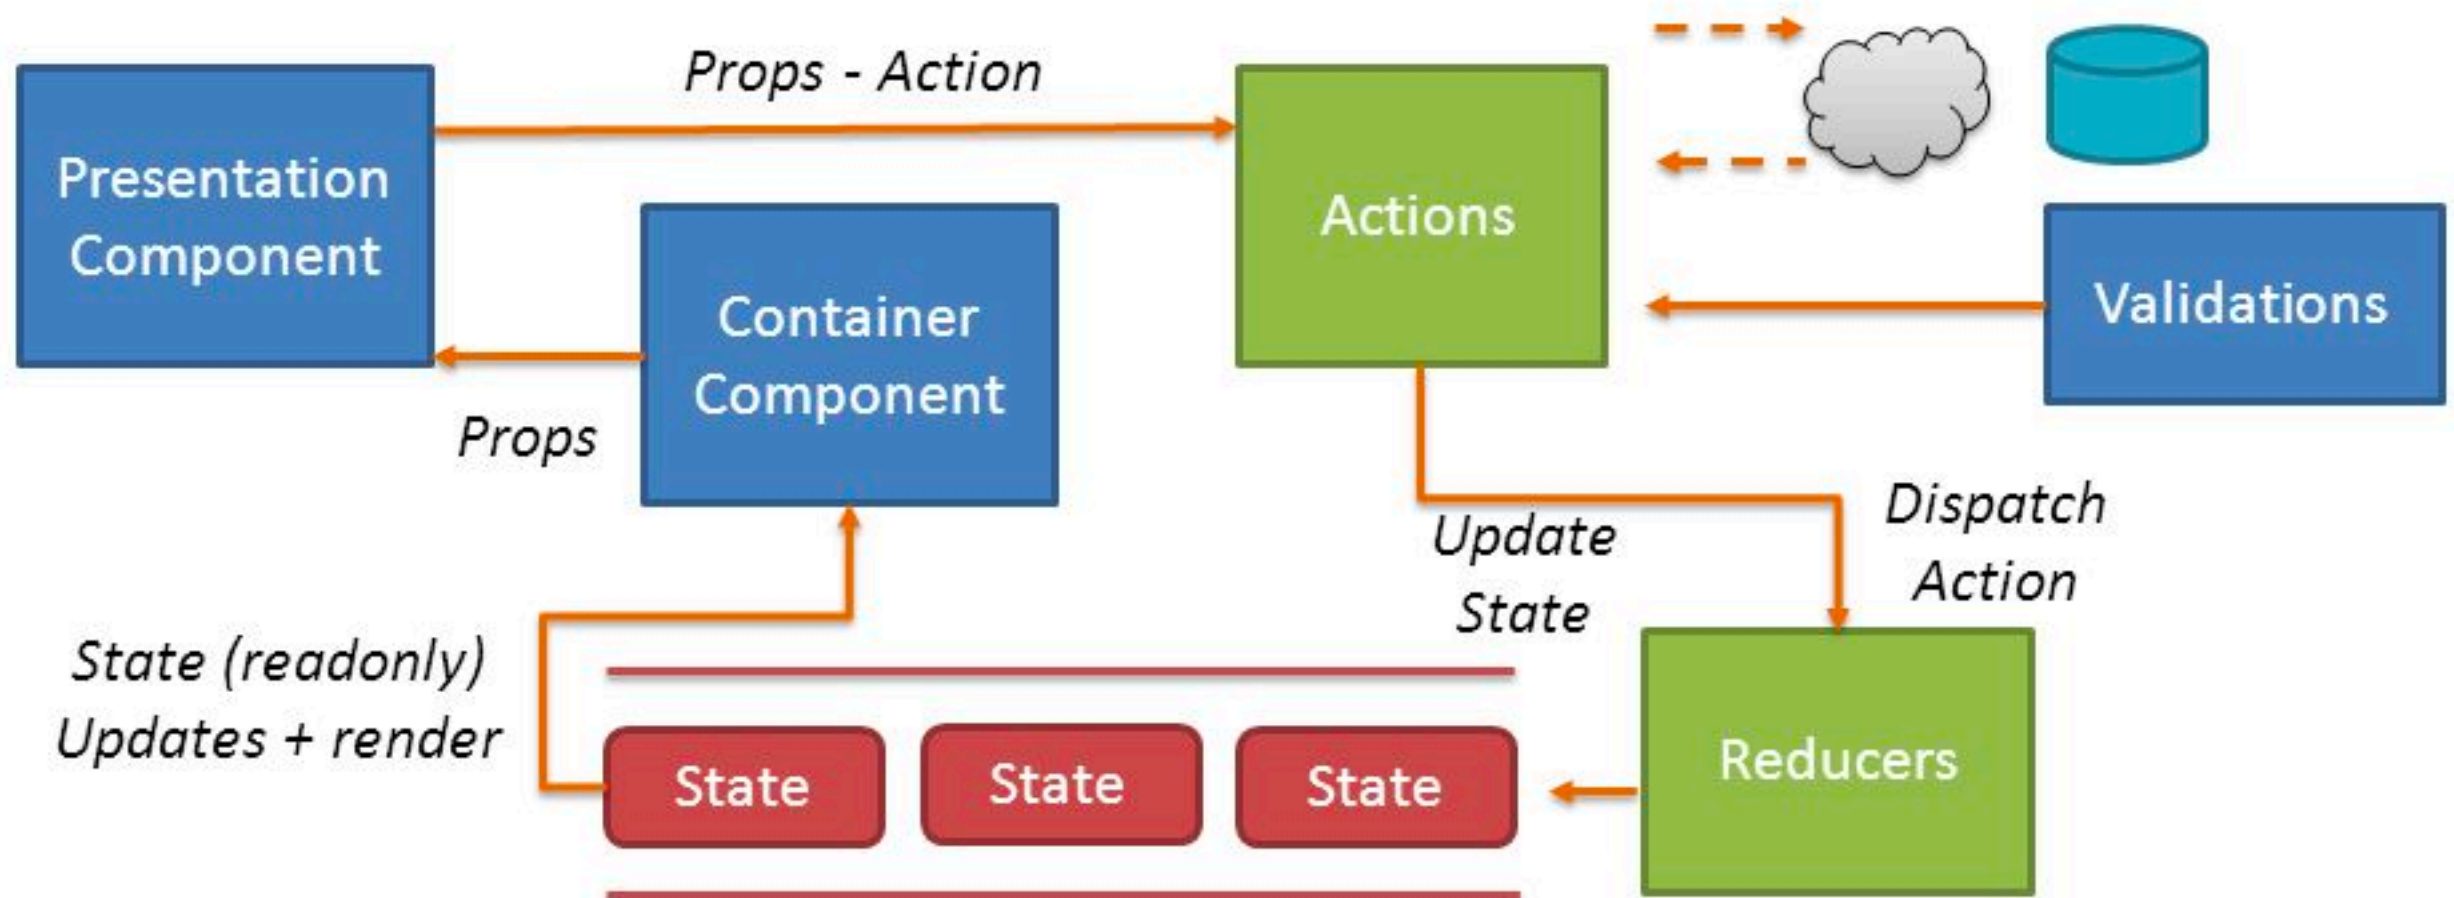 Props - Action
Presentation
Component
Actions
Container
Component
Validations
Props
Update
State
Dispatch
Action
State (readonly)
Updates + render
State
State
State
Reducers